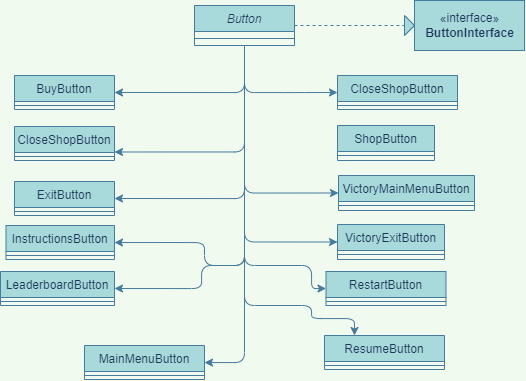 Button
«interface»
ButtonInterface
BuyButton
CloseShopButton
CloseShopButton
ShopButton
ExitButton
VictoryMainMenuButton
InstructionsButton
VictoryExitButton
LeaderboardButton
RestartButton
MainMenuButton
ResumeButton